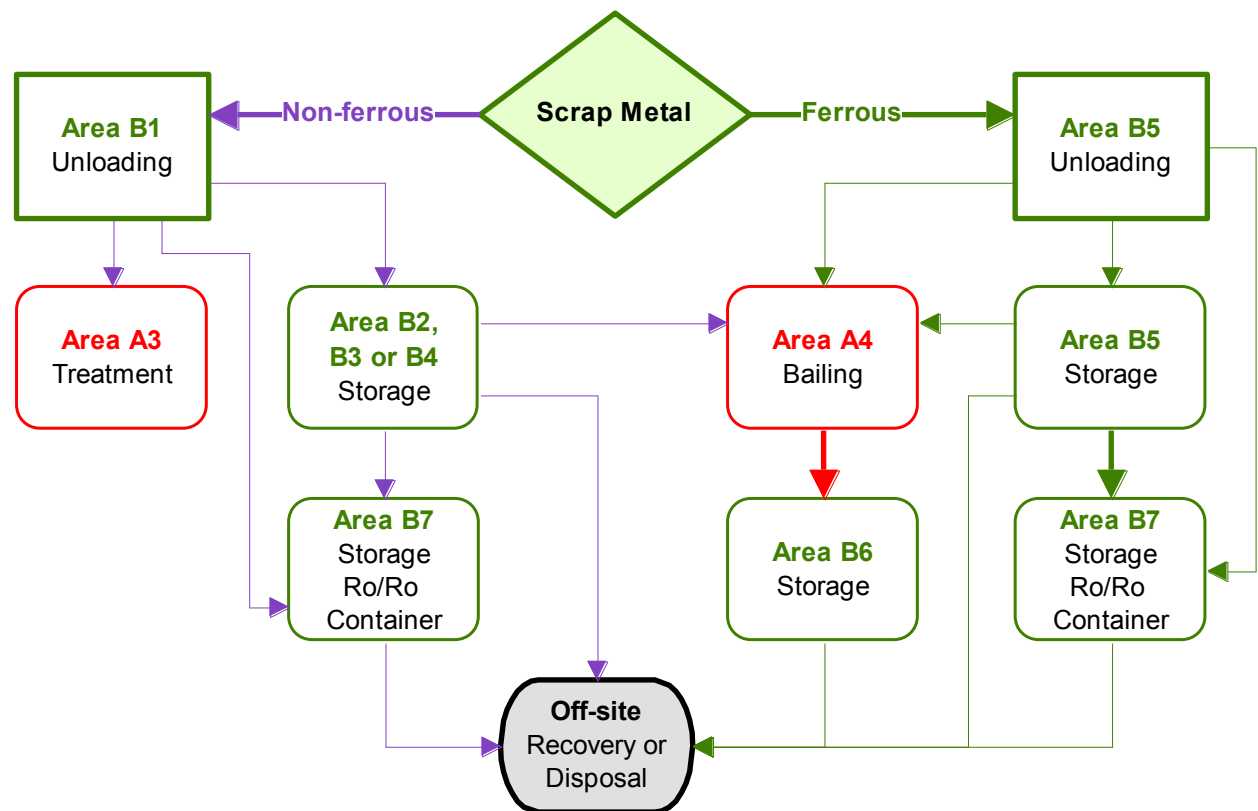 Scrap Metal
Non-ferrous
Ferrous
Area B1
Unloading
Area B5
Unloading
Area A3
Treatment
Area B2,
B3 or B4
Storage
Area A4
Bailing
Area B5
Storage
Area B7
Storage
Ro/Ro
Container
Area B6
Storage
Area B7
Storage
Ro/Ro
Container
Off-site
Recovery or
Disposal